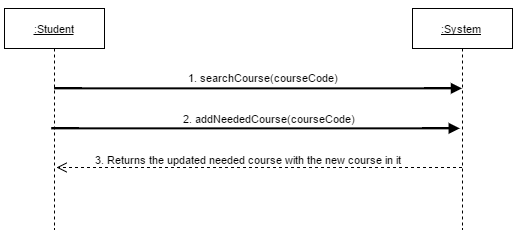 :Student
:System
1. searchCourse(courseCode)
2. addNeededCourse(courseCode)
3. Returns the updated needed course with the new course in it